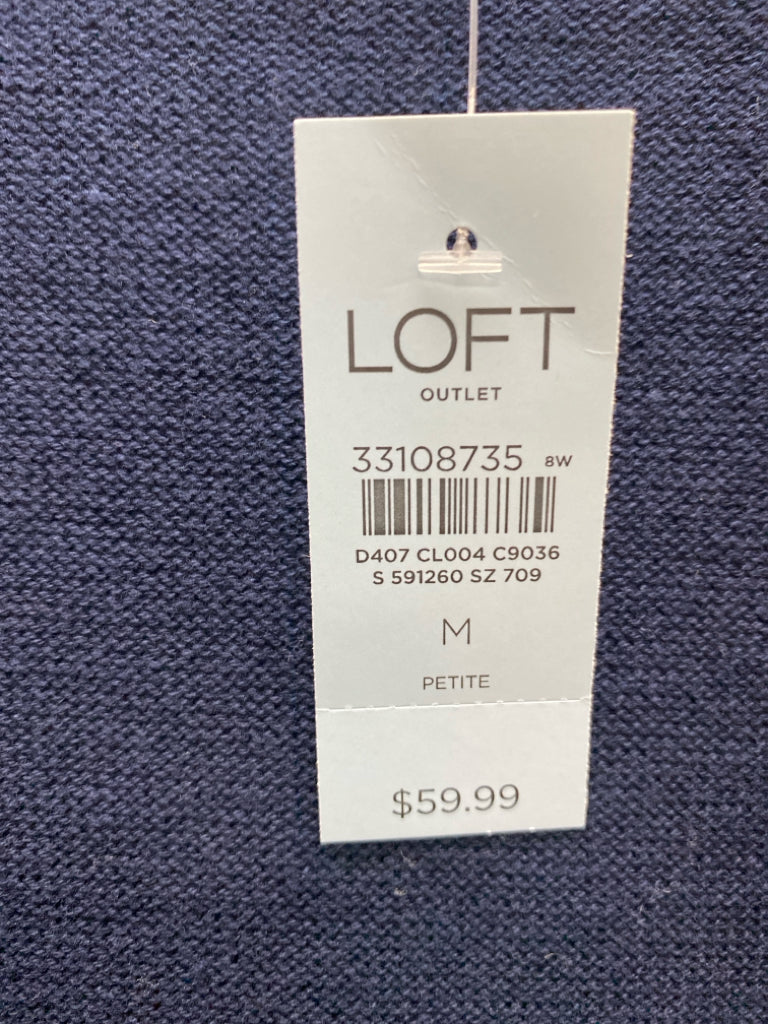 LOFT
OUTLET
33108735 8W
D407 CL004 C9036
S 591260 SZ 709
M
PETITE
$59.99